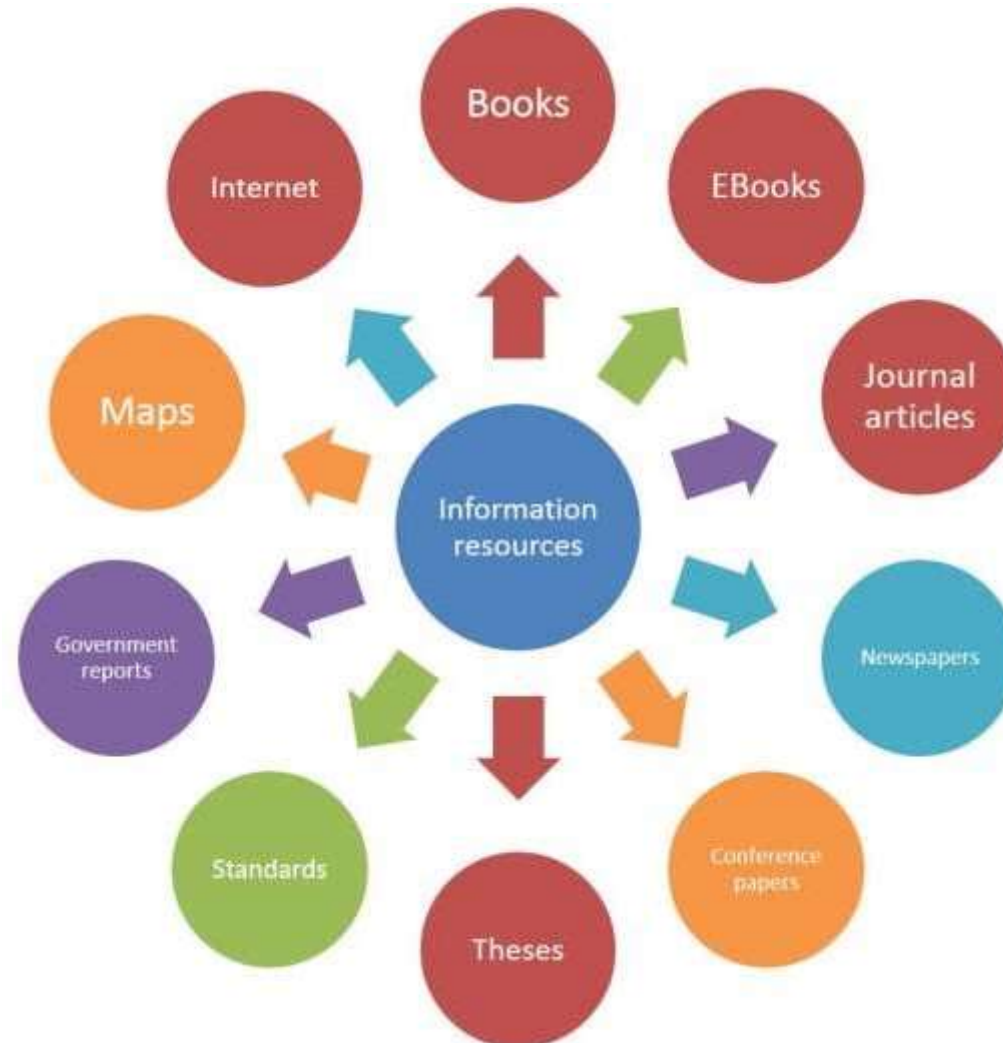 Books
EBooks
Journal
articles
Newspapers
Conference
papers
Theses
Standards
Government
reports
Maps
Internet
Information
resources